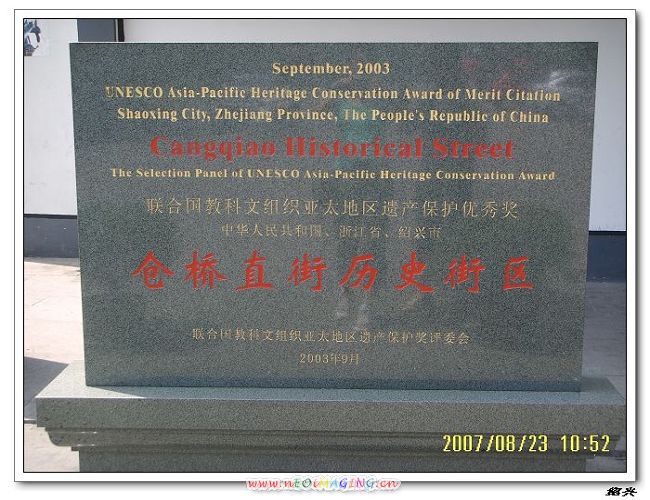 September, 2003
UNESCO Asia-Pacific Heritage Conservation Award of Merit Citation
Shaoxing City, Zhejiang Province, The People's Republic of China
Cangqiao Historical Street
The Selection Panel of UNESCO Asia-Pacific Heritage Conservation Award
联合国教科文组织亚太地区遗产保护优秀奖
中华人民共和国、浙江省、绍兴市
仓桥直街历史街区
联合国教科文组织亚太地区遗产保护奖评委会
2003年9月
2007/08/23 10:52
www.nEOiMAGING.cn
绍兴